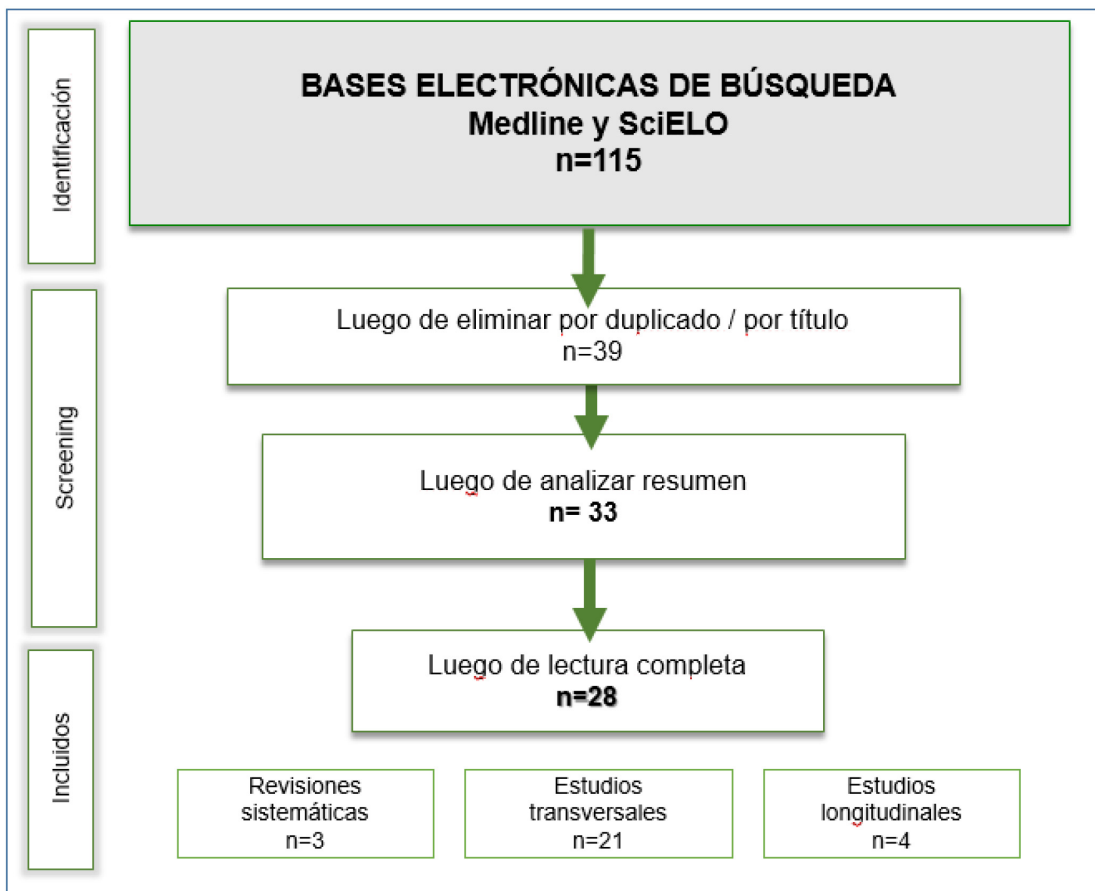 Identificación
BASES ELECTRÓNICAS DE BÚSQUEDA
Medline y SciELO
n=115
Screening
Luego de eliminar por duplicado / por título
n=39
Luego de analizar resumen
n= 33
Incluidos
Luego de lectura completa
n=28
Revisiones
sistemáticas
n=3
Estudios
transversales
n=21
Estudios
longitudinales
n=4